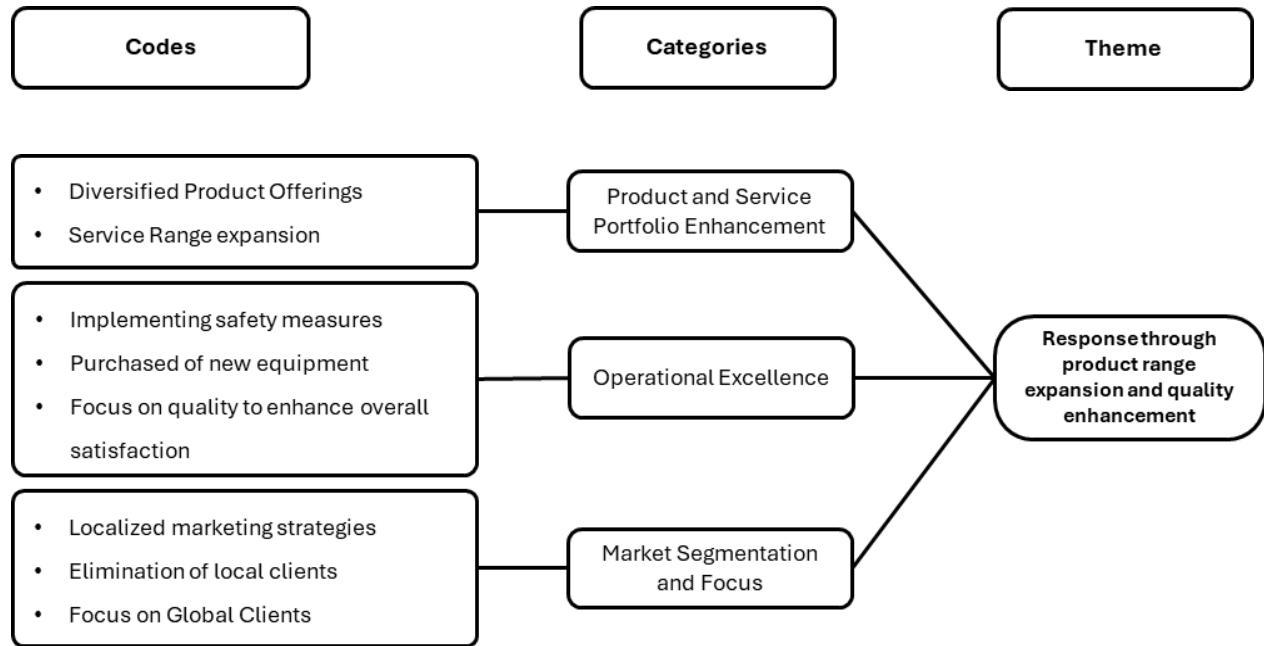 Codes
Categories
Theme
• Diversified Product Offerings
• Service Range expansion
Product and Service
Portfolio Enhancement
• Implementing safety measures
• Purchased of new equipment
• Focus on quality to enhance overall
satisfaction
Operational Excellence
Response through
product range
expansion and quality
enhancement
• Localized marketing strategies
• Elimination of local clients
• Focus on Global Clients
Market Segmentation
and Focus